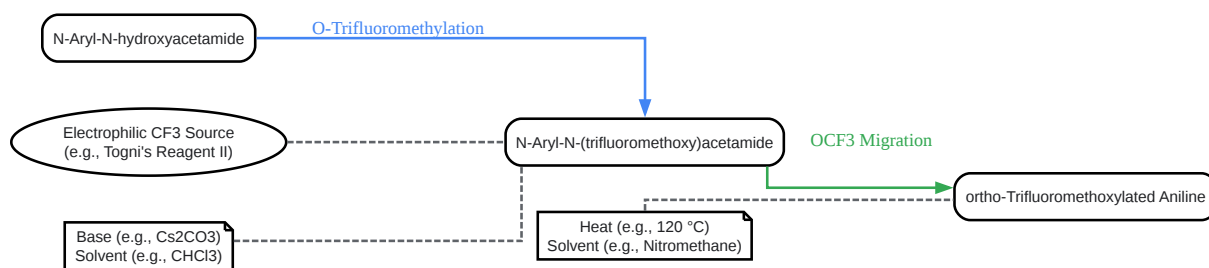 N-Aryl-N-hydroxyacetamide
O-Trifluoromethylation
Electrophilic CF3 Source
(e.g., Togni's Reagent II)
N-Aryl-N-(trifluoromethoxy)acetamide
OCF3 Migration
ortho-Trifluoromethoxylated Aniline
Base (e.g., Cs2CO3)
Solvent (e.g., CHCl3)
Heat (e.g., 120 °C)
Solvent (e.g., Nitromethane)